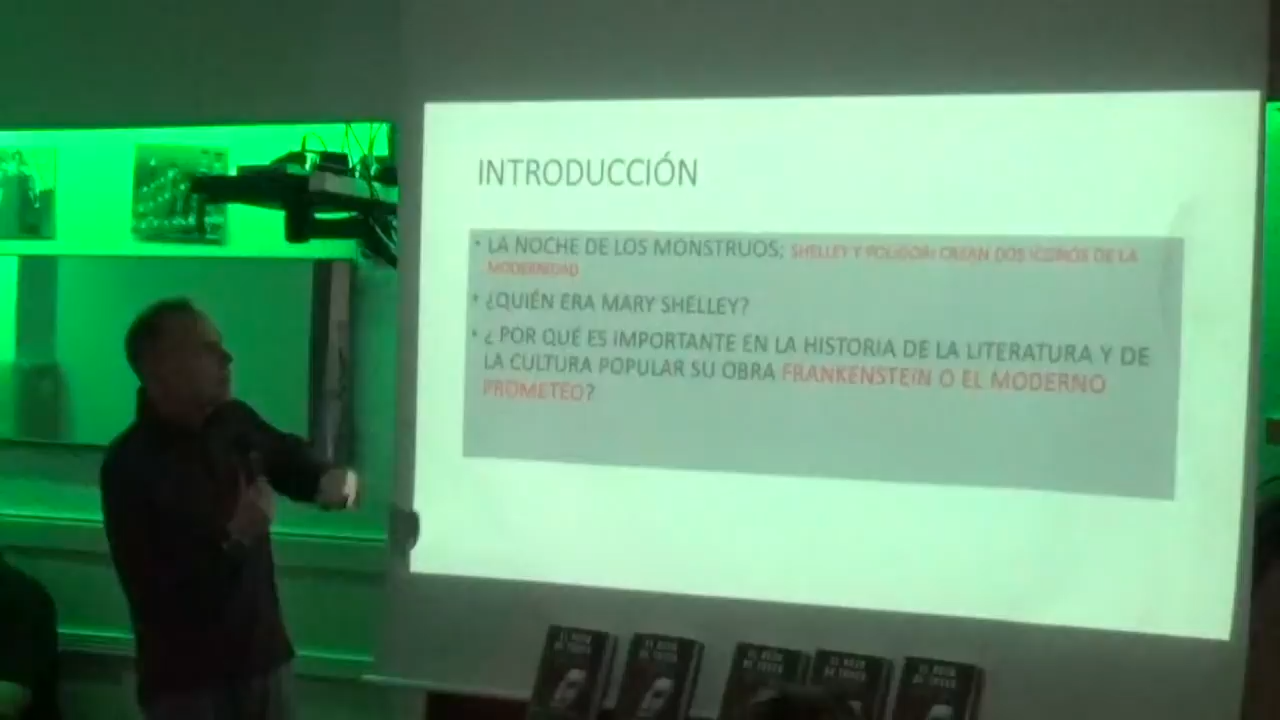 INTRODUCCIÓN
• LA NOCHE DE LOS MONSTRUOS; SHELLEY Y POLIDORI CREAN DOS ICONOS DE LA
MODERNIDAD
• ¿QUIÉN ERA MARY SHELLEY?
• ¿ POR QUÉ ES IMPORTANTE EN LA HISTORIA DE LA LITERATURA Y DE
LA CULTURA POPULAR SU OBRA FRANKENSTEIN O EL MODERNO
PROMETEO?